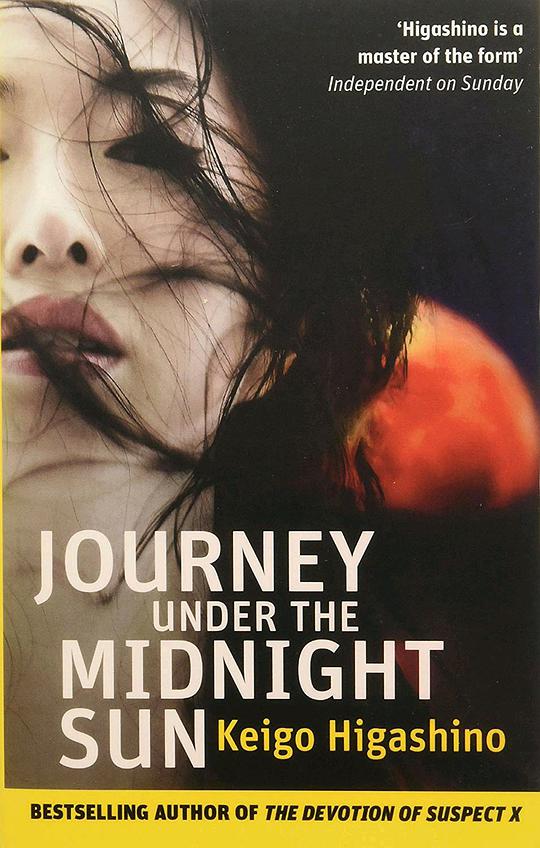 ‘Higashino is a
master of the form’
Independent on Sunday
JOURNEY
UNDER THE
MIDNIGHT
SUN
Keigo Higashino
BESTSELLING AUTHOR OF THE DEVOTION OF SUSPECT X